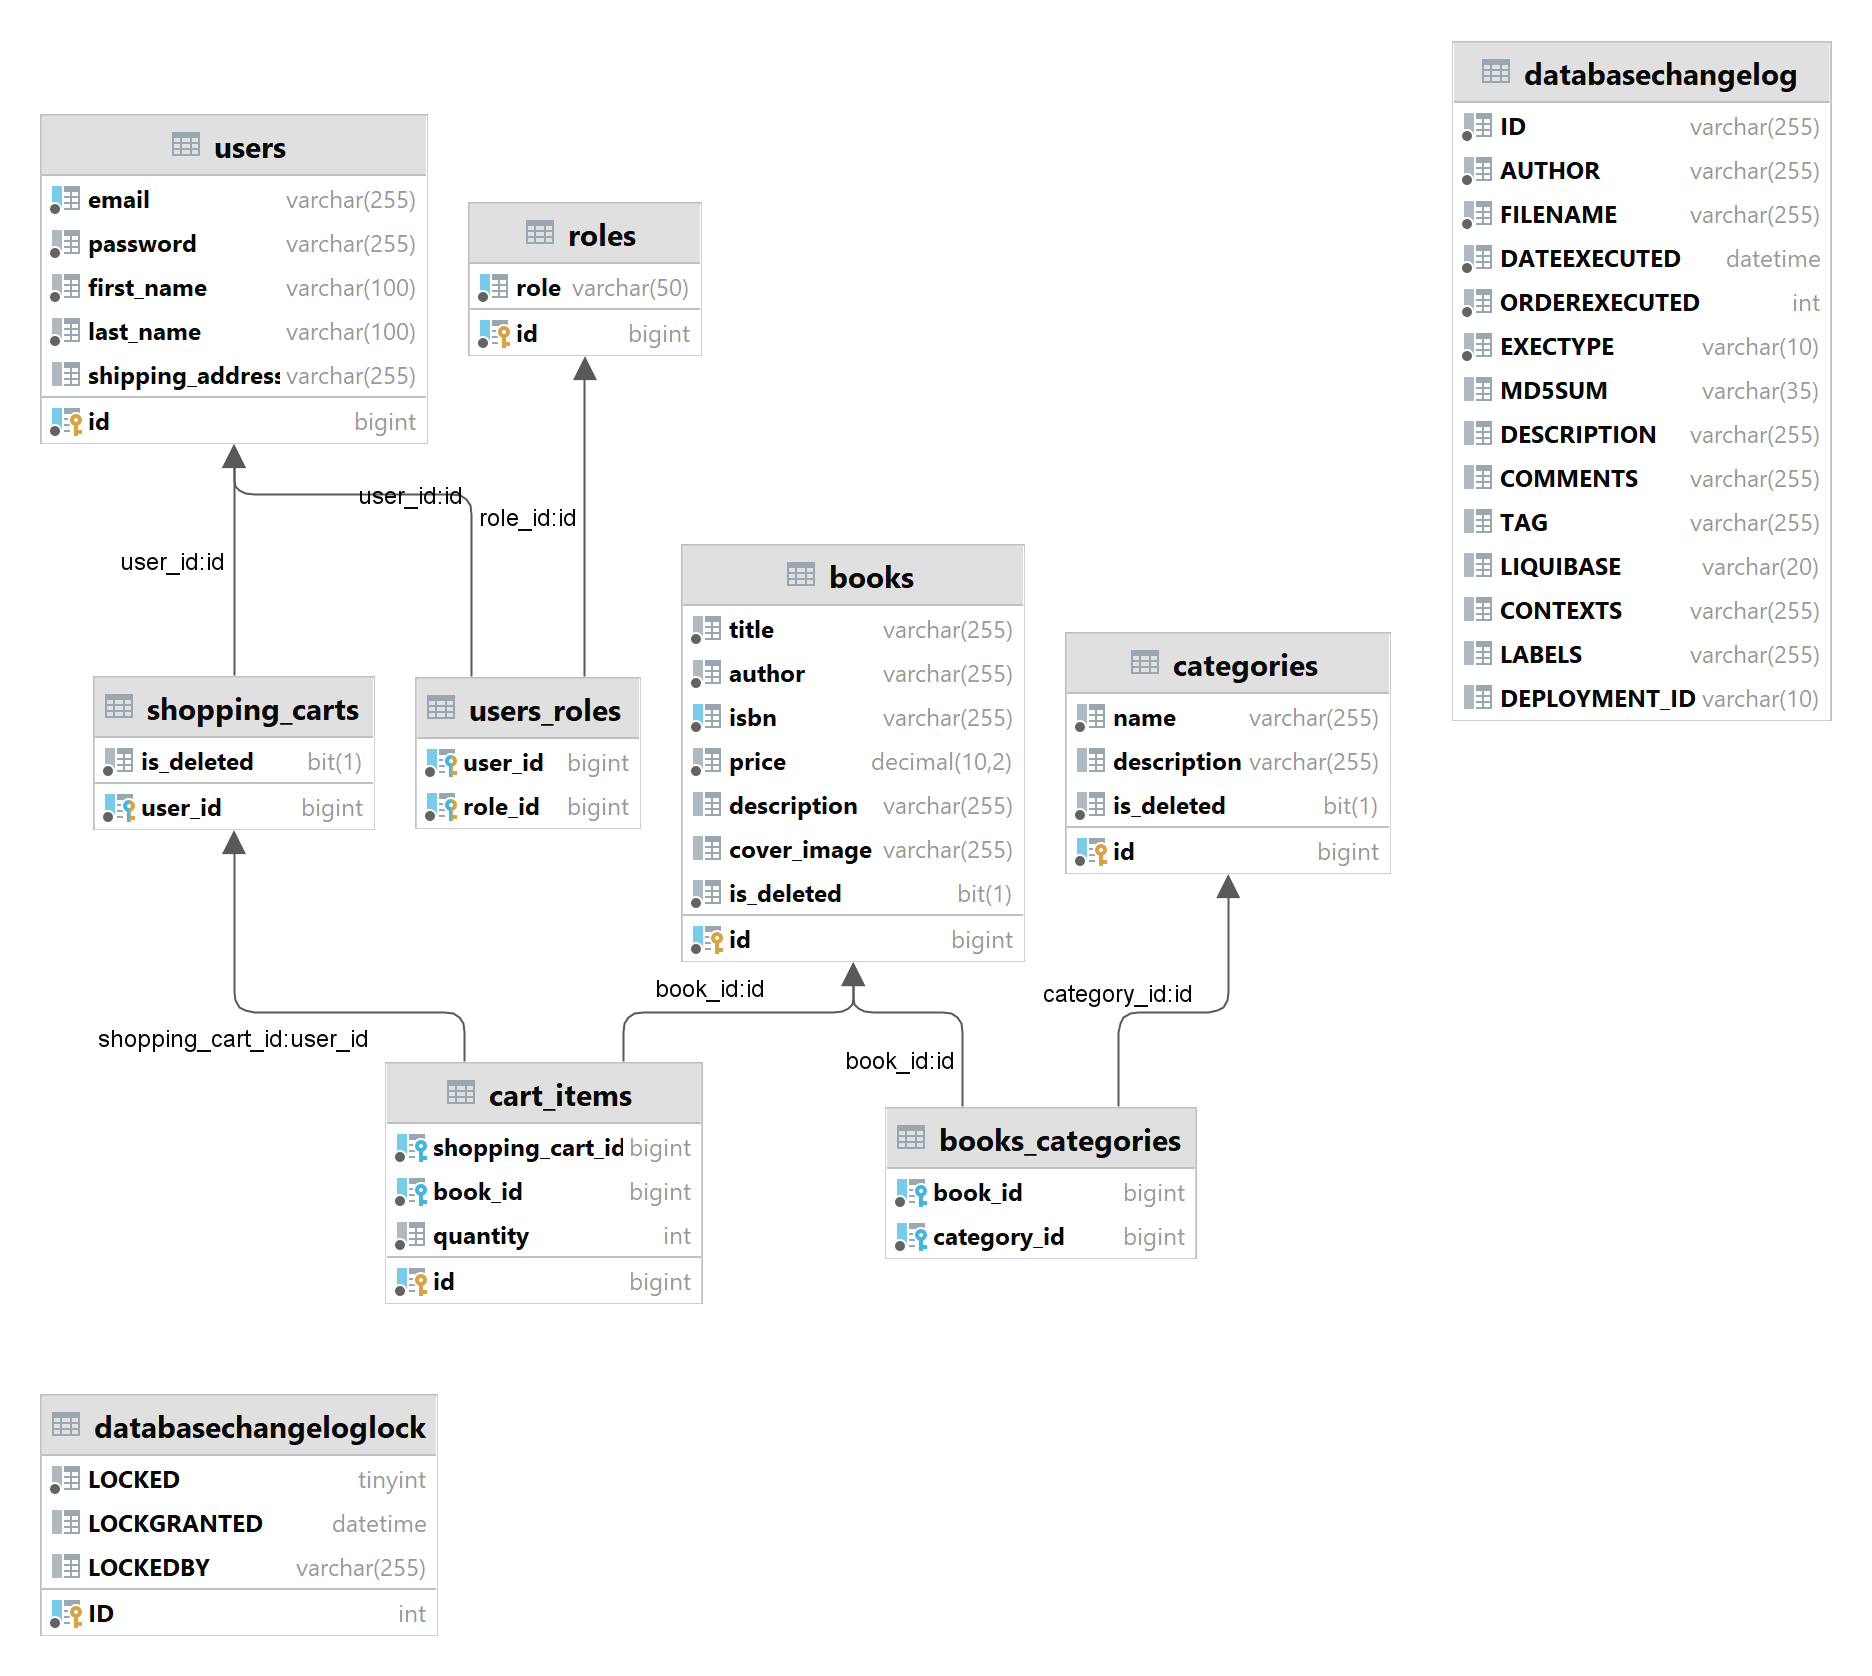 users
email varchar(255)
password varchar(255)
first_name varchar(100)
last_name varchar(100)
shipping_address varchar(255)
id bigint
roles
role varchar(50)
id bigint
databasechangelog
ID varchar(255)
AUTHOR varchar(255)
FILENAME varchar(255)
DATEEXECUTED datetime
ORDEREXECUTED int
EXECTYPE varchar(10)
MD5SUM varchar(35)
DESCRIPTION varchar(255)
COMMENTS varchar(255)
TAG varchar(255)
LIQUIBASE varchar(20)
CONTEXTS varchar(255)
LABELS varchar(255)
DEPLOYMENT_ID varchar(10)
user_id:id
role_id:id
user_id:id
shopping_carts
is_deleted bit(1)
user_id bigint
users_roles
user_id bigint
role_id bigint
books
title varchar(255)
author varchar(255)
isbn varchar(255)
price decimal(10,2)
description varchar(255)
cover_image varchar(255)
is_deleted bit(1)
id bigint
categories
name varchar(255)
description varchar(255)
is_deleted bit(1)
id bigint
book_id:id
category_id:id
shopping_cart_id:user_id
book_id:id
cart_items
shopping_cart_id bigint
book_id bigint
quantity int
id bigint
books_categories
book_id bigint
category_id bigint
databasechangeloglock
LOCKED tinyint
LOCKGRANTED datetime
LOCKEDBY varchar(255)
ID int